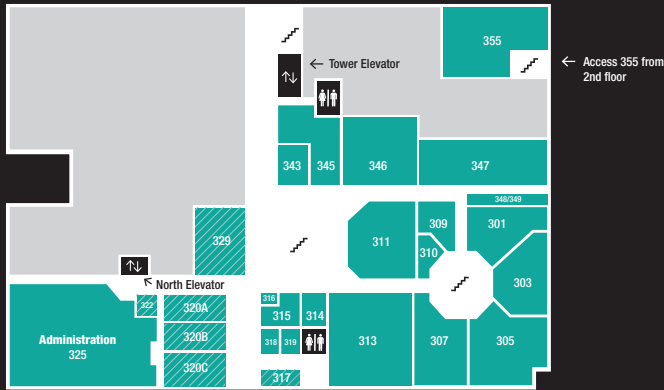 355
Access 355 from
2nd floor
Tower Elevator
343
345
346
347
348/349
329
311
309
301
310
303
North Elevator
322
320A
316
315
314
320B
Administration
325
318
319
313
307
305
320C
317